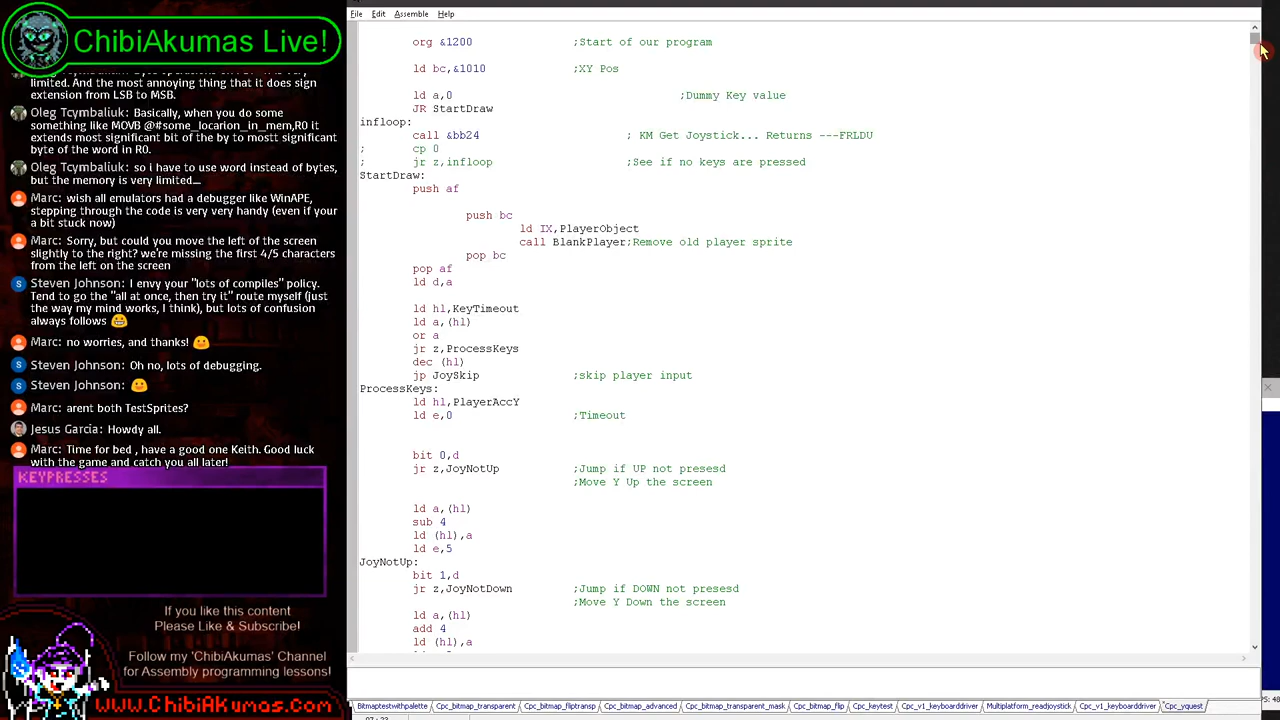 ChibiAkumas Live!
limited. And the most annoying thing that it does sign
extension from LSB to MSB.
Oleg Tcymbaliuk: Basically, when you do some
something like MOVB @#some_locarion_in_mem,R0 it
extends most significant bit of the by to mostt significant
byte of the word in R0.
Oleg Tcymbaliuk: so i have to use word instead of bytes,
but the memory is very limited....
Marc: wish all emulators had a debugger like WinAPE,
stepping through the code is very very handy (even if your
a bit stuck now)
Marc: Sorry, but could you move the left of the screen
slightly to the right? we're missing the first 4/5 characters
from the left on the screen
Steven Johnson: I envy your "lots of compiles" policy.
Tend to go the "all at once, then try it" route myself (just
the way my mind works, I think), but lots of confusion
always follows
Marc: no worries, and thanks!
Steven Johnson: Oh no, lots of debugging.
Steven Johnson:
Marc: arent both TestSprites?
Jesus Garcia: Howdy all.
Marc: Time for bed , have a good one Keith. Good luck
with the game and catch you all later!
KEYPRESSES
If you like this content
Please Like & Subscribe!
Follow my 'ChibiAkumas' Channel
for Assembly programming lessons!
www.ChibiAkumas.com
File Edit Assemble Help
org &1200 ;Start of our program
ld bc,&1010 ;XY Pos
ld a,0 ;Dummy Key value
JR StartDraw
infloop:
call &bb24 ; KM Get Joystick... Returns ---FRLDU
; cp 0
; jr z,infloop ;See if no keys are pressed
StartDraw:
push af
push bc
ld IX,PlayerObject
call BlankPlayer;Remove old player sprite
pop bc
pop af
ld d,a
ld hl,KeyTimeout
ld a,(hl)
or a
jr z,ProcessKeys
dec (hl)
jp JoySkip ;skip player input
ProcessKeys:
ld hl,PlayerAccY
ld e,0 ;Timeout
bit 0,d
jr z,JoyNotUp ;Jump if UP not presesd
;Move Y Up the screen
ld a,(hl)
sub 4
ld (hl),a
ld e,5
JoyNotUp:
bit 1,d
jr z,JoyNotDown ;Jump if DOWN not presesd
;Move Y Down the screen
ld a,(hl)
add 4
ld (hl),a
Bitmaptestwithpalette Cpc_bitmap_transparent Cpc_bitmap_fliptransp Cpc_bitmap_advanced Cpc_bitmap_transparent_mask Cpc_bitmap_flip Cpc_keytest Cpc_v1_keyboarddriver Multiplatform_readjoystick Cpc_v1_keyboarddriver *Cpc_yquest